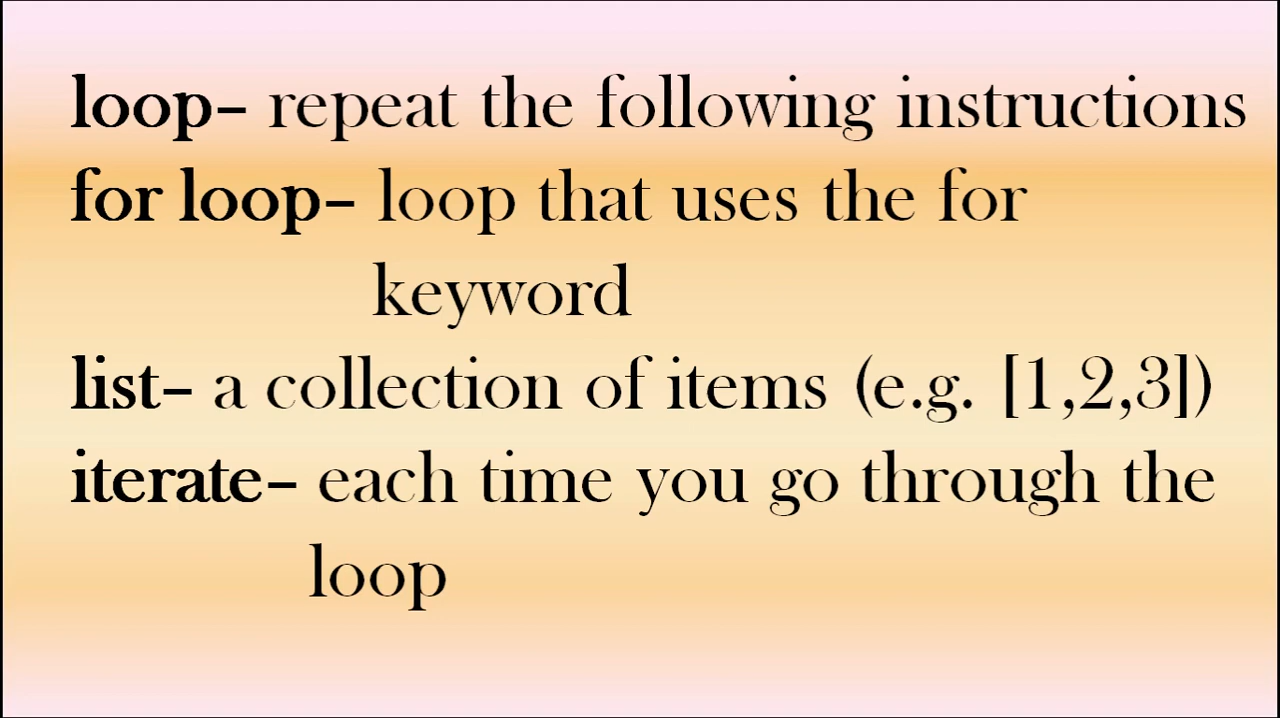 loop– repeat the following instructions
for loop– loop that uses the for
keyword
list– a collection of items (e.g. [1,2,3])
iterate– each time you go through the
loop